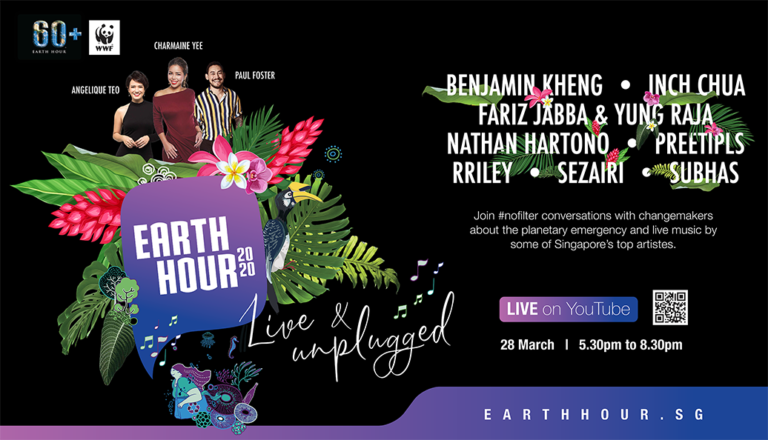 60+
EARTH HOUR
WWF
CHARMAINE YEE
ANGELIQUE TEO
PAUL FOSTER
EARTH
HOUR 2020
Live &
unplugged
BENJAMIN KHENG • INCH CHUA
FARIZ JABBA & YUNG RAJA
NATHAN HARTONO • PREETIPLS
RRILEY • SEZAIRI • SUBHAS
Join #nofilter conversations with changemakers
about the planetary emergency and live music by
some of Singapore's top artistes.
LIVE on YouTube
28 March | 5.30pm to 8.30pm
EARTHHOUR.SG